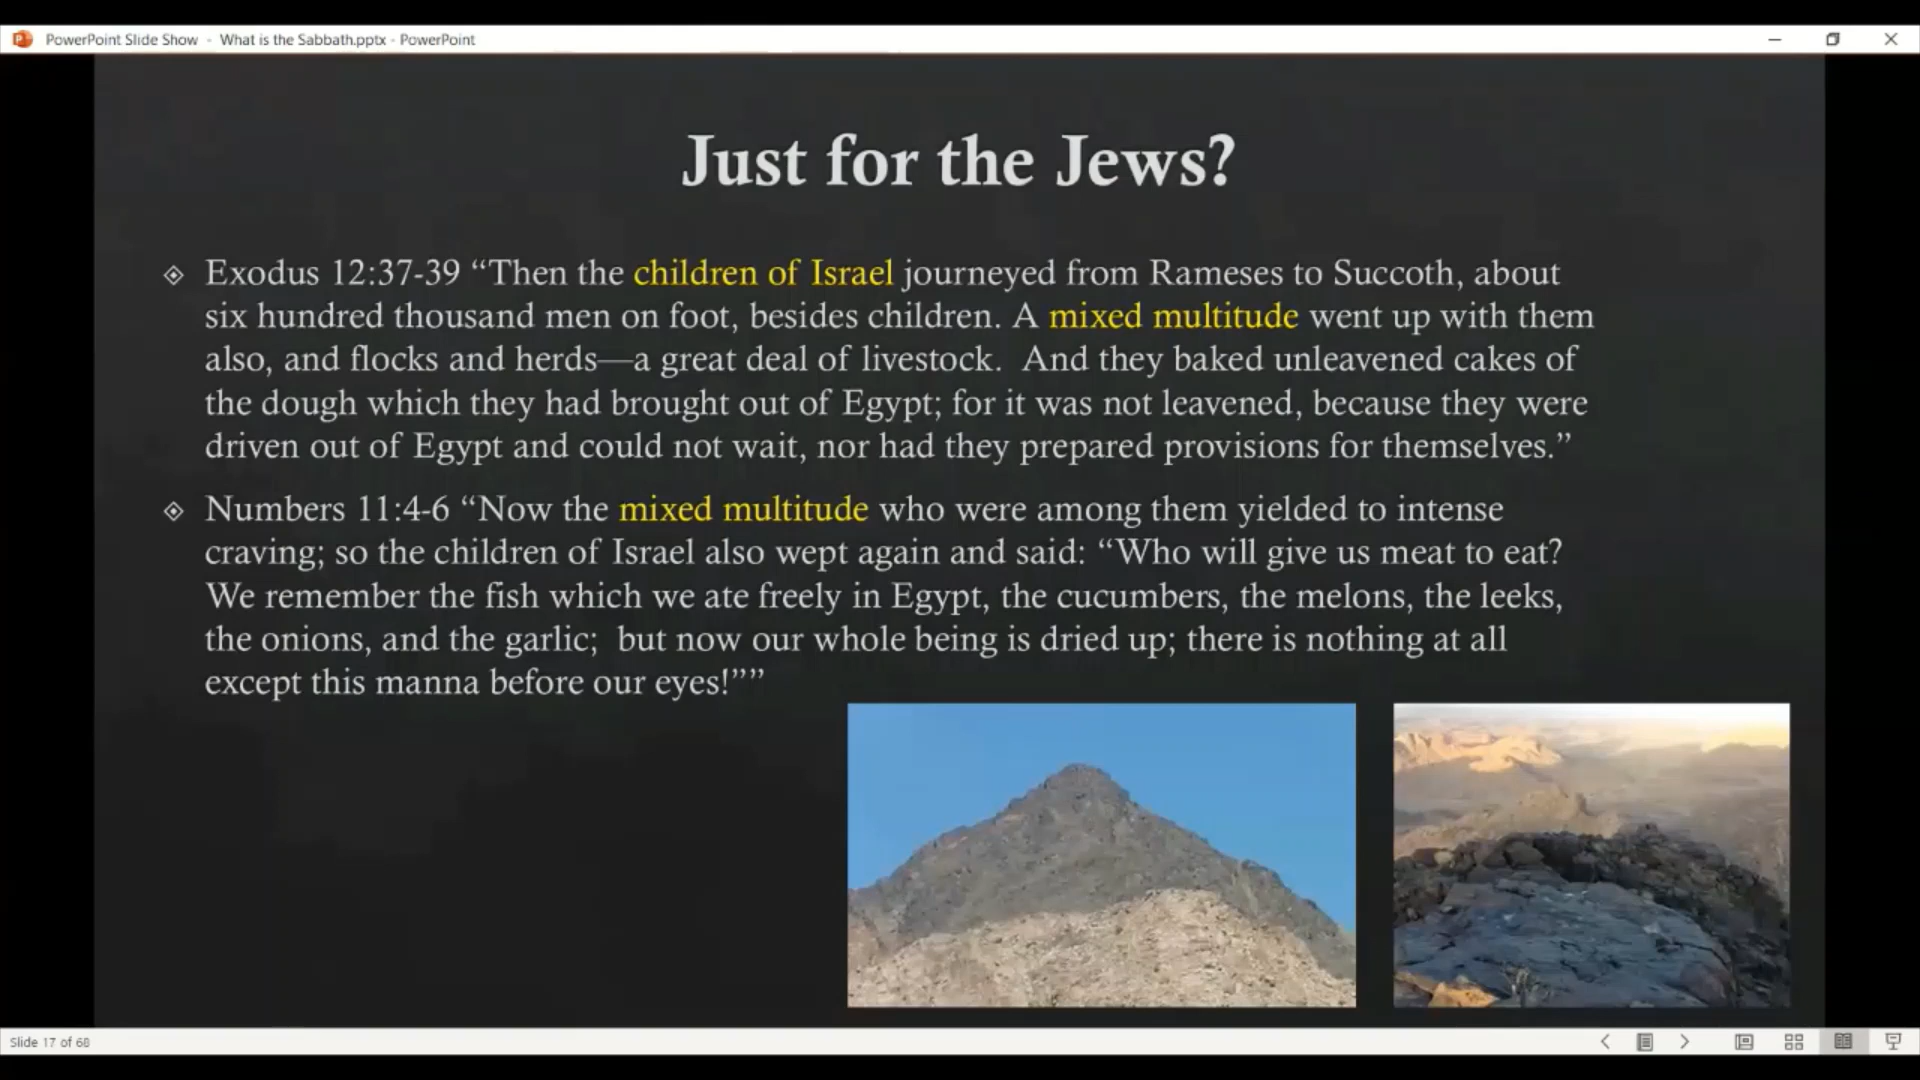 PowerPoint Slide Show - What is the Sabbath.pptx - PowerPoint
Just for the Jews?
Exodus 12:37-39 “Then the children of Israel journeyed from Rameses to Succoth, about
six hundred thousand men on foot, besides children. A mixed multitude went up with them
also, and flocks and herds—a great deal of livestock. And they baked unleavened cakes of
the dough which they had brought out of Egypt; for it was not leavened, because they were
driven out of Egypt and could not wait, nor had they prepared provisions for themselves.”
Numbers 11:4-6 “Now the mixed multitude who were among them yielded to intense
craving; so the children of Israel also wept again and said: “Who will give us meat to eat?
We remember the fish which we ate freely in Egypt, the cucumbers, the melons, the leeks,
the onions, and the garlic; but now our whole being is dried up; there is nothing at all
except this manna before our eyes!””
Slide 17 of 68